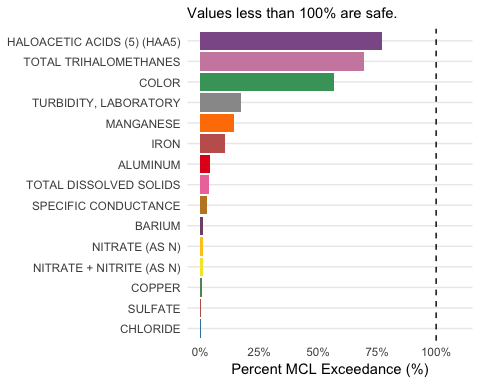 Values less than 100% are safe.
HALOACETIC ACIDS (5) (HAA5)
TOTAL TRIHALOMETHANES
COLOR
TURBIDITY, LABORATORY
MANGANESE
IRON
ALUMINUM
TOTAL DISSOLVED SOLIDS
SPECIFIC CONDUCTANCE
BARIUM
NITRATE (AS N)
NITRATE + NITRITE (AS N)
COPPER
SULFATE
CHLORIDE
0% 25% 50% 75% 100%
Percent MCL Exceedance (%)